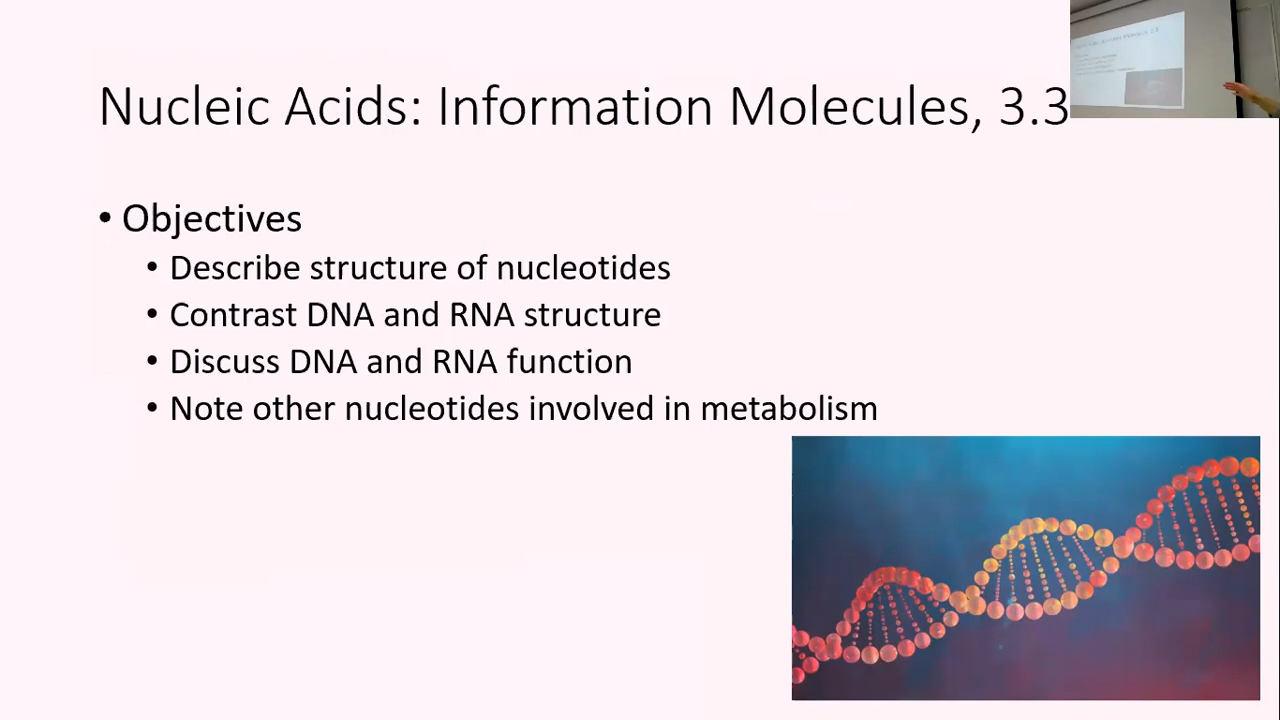 Nucleic Acids: Information Molecules, 3.3
• Objectives
• Describe structure of nucleotides
• Contrast DNA and RNA structure
• Discuss DNA and RNA function
• Note other nucleotides involved in metabolism